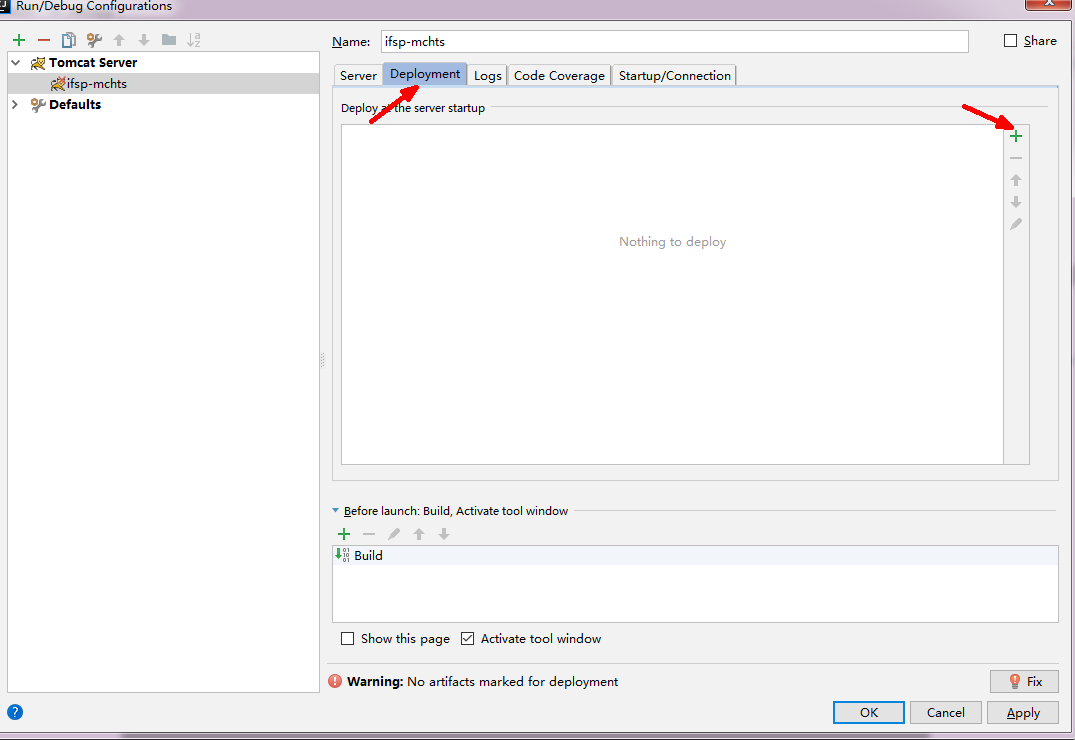 Run/Debug Configurations
Name: ifsp-mchts Share
Tomcat Server
ifsp-mchts
Defaults
Server Deployment Logs Code Coverage Startup/Connection
Deploy at the server startup
Nothing to deploy
Before launch: Build, Activate tool window
Build
Show this page Activate tool window
Warning: No artifacts marked for deployment Fix
OK Cancel Apply